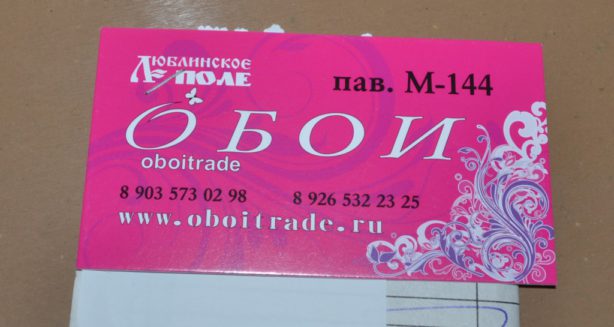 ЛЮБЛИНСКОЕ
ПОЛЕ
пав. М-144
ОБОИ
oboitrade
8 903 573 02 98 8 926 532 23 25
www.oboitrade.ru